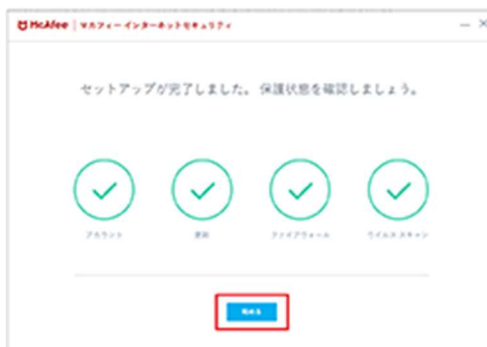 McAfee | マカフィー インターネットセキュリティ
セットアップが完了しました。 保護状態を確認しましょう。
アカウント
更新
ファイアウォール
ウイルス スキャン
始める